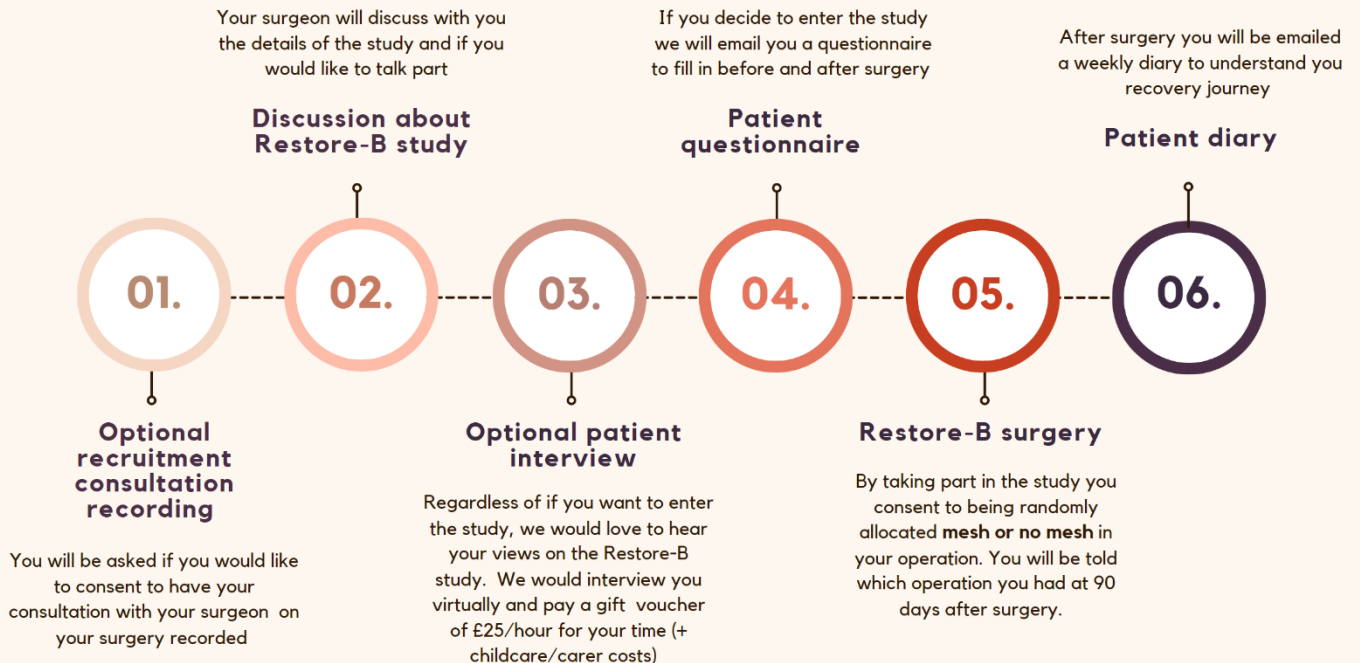 01.
Optional
recruitment
consultation
recording
You will be asked if you would like
to consent to have your
consultation with your surgeon on
your surgery recorded
Your surgeon will discuss with you
the details of the study and if you
would like to talk part
Discussion about
Restore-B study
02.
03.
Optional patient
interview
Regardless of if you want to enter
the study, we would love to hear
your views on the Restore-B
study. We would interview you
virtually and pay a gift voucher
of £25/hour for your time (+
childcare/carer costs)
If you decide to enter the study
we will email you a questionnaire
to fill in before and after surgery
Patient
questionnaire
04.
05.
Restore-B surgery
By taking part in the study you
consent to being randomly
allocated mesh or no mesh in
your operation. You will be told
which operation you had at 90
days after surgery.
After surgery you will be emailed
a weekly diary to understand you
recovery journey
Patient diary
06.